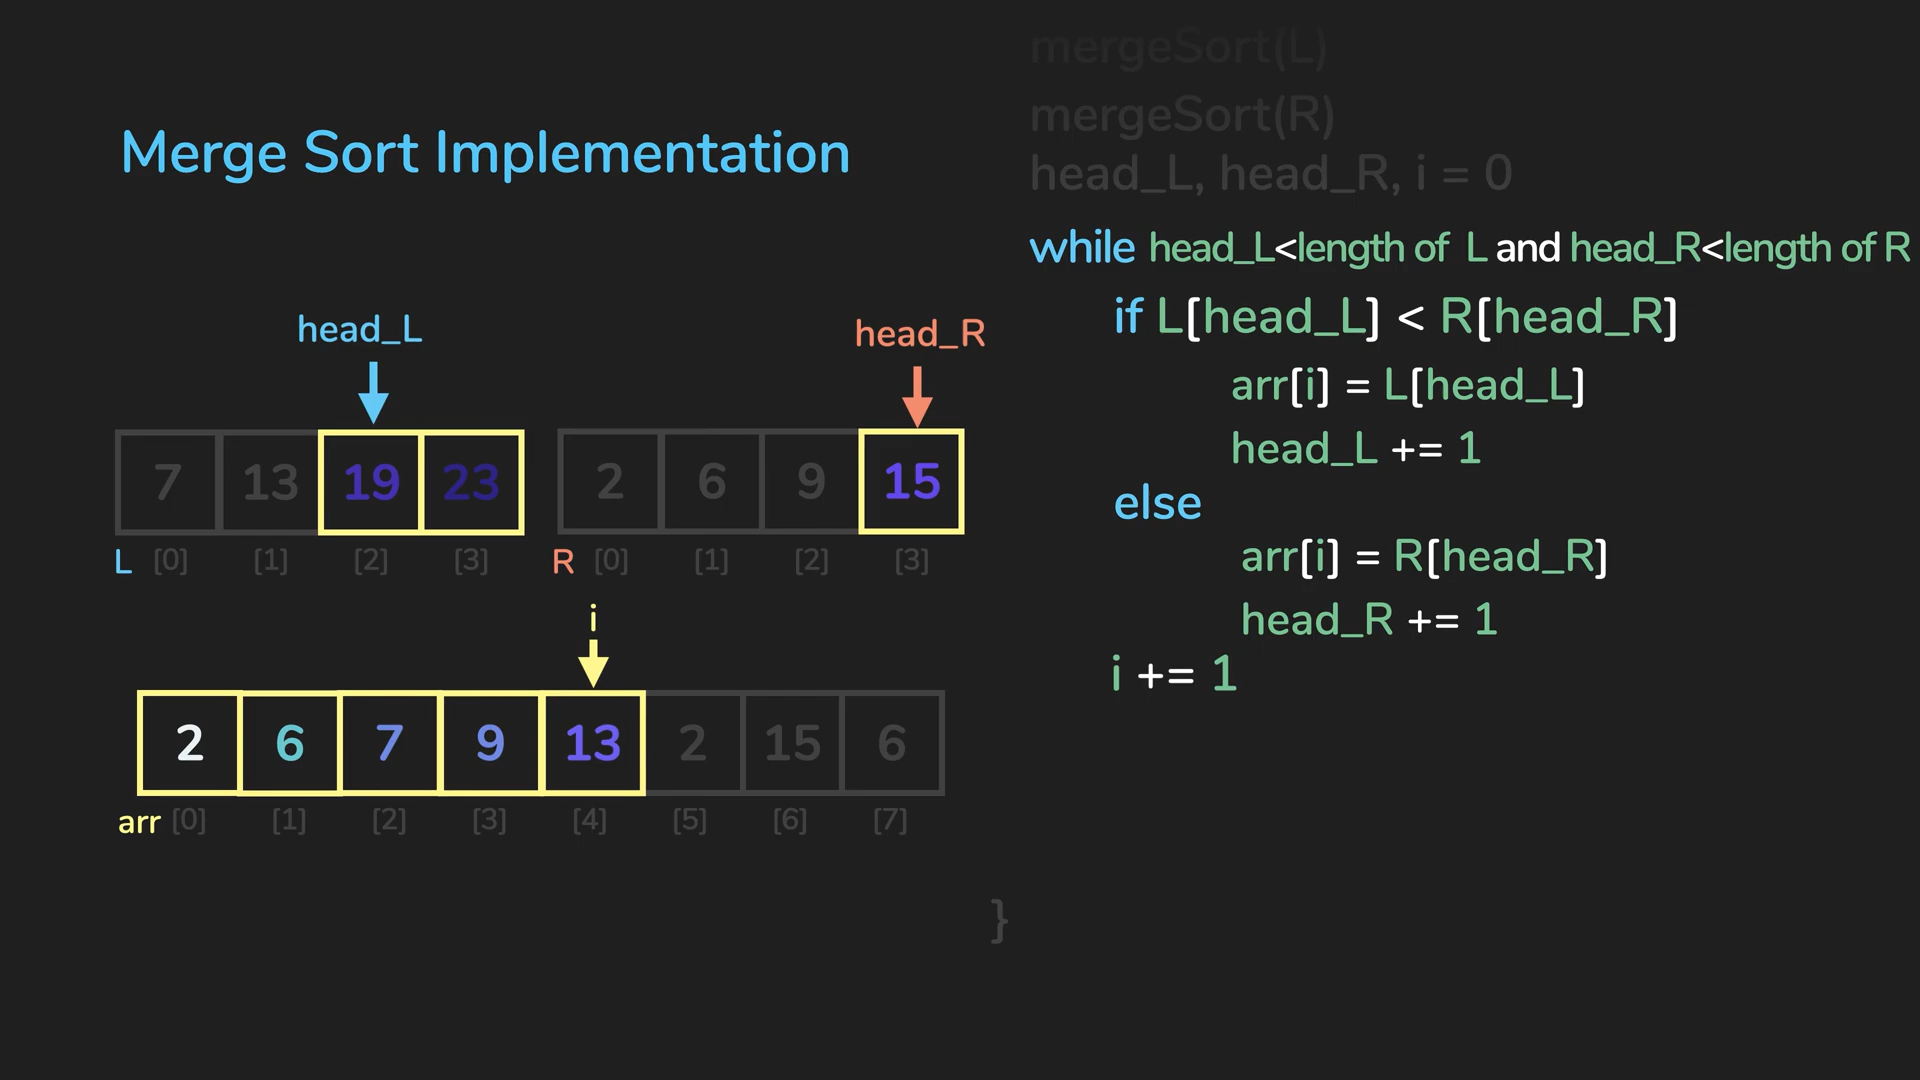 Merge Sort Implementation
head_L
head_R
7 13 19 23
2 6 9 15
L [0] [1] [2] [3]
R [0] [1] [2] [3]
i
2 6 7 9 13 2 15 6
arr [0] [1] [2] [3] [4] [5] [6] [7]
mergeSort(L)
mergeSort(R)
head_L, head_R, i = 0
while head_L<length of L and head_R<length of R
if L[head_L] < R[head_R]
arr[i] = L[head_L]
head_L += 1
else
arr[i] = R[head_R]
head_R += 1
i += 1
}